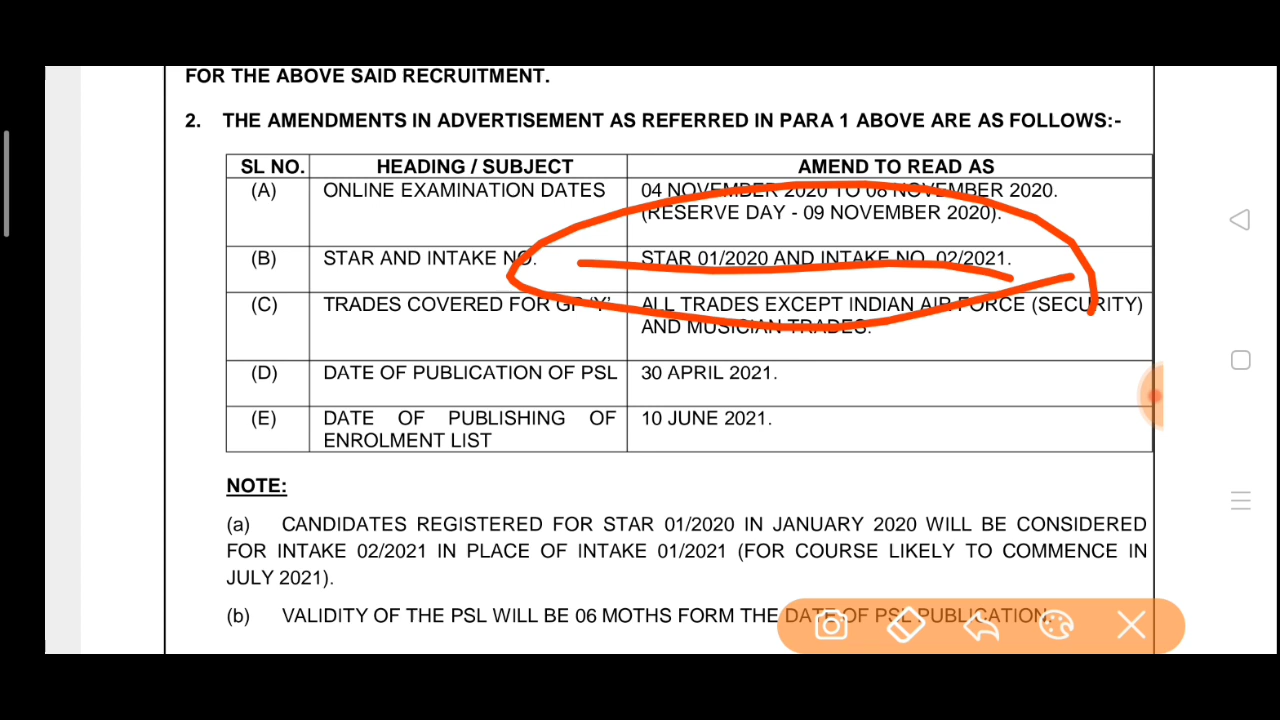 FOR THE ABOVE SAID RECRUITMENT.
2. THE AMENDMENTS IN ADVERTISEMENT AS REFERRED IN PARA 1 ABOVE ARE AS FOLLOWS:-
SL NO. HEADING / SUBJECT AMEND TO READ AS
(A) ONLINE EXAMINATION DATES 04 NOVEMBER 2020 TO 08 NOVEMBER 2020.
(RESERVE DAY - 09 NOVEMBER 2020).
(B) STAR AND INTAKE NO. STAR 01/2020 AND INTAKE NO. 02/2021.
(C) TRADES COVERED FOR GP 'Y' ALL TRADES EXCEPT INDIAN AIR FORCE (SECURITY)
AND MUSICIAN TRADES.
(D) DATE OF PUBLICATION OF PSL 30 APRIL 2021.
(E) DATE OF PUBLISHING OF 10 JUNE 2021.
ENROLMENT LIST
NOTE:
(a) CANDIDATES REGISTERED FOR STAR 01/2020 IN JANUARY 2020 WILL BE CONSIDERED
FOR INTAKE 02/2021 IN PLACE OF INTAKE 01/2021 (FOR COURSE LIKELY TO COMMENCE IN
JULY 2021).
(b) VALIDITY OF THE PSL WILL BE 06 MOTHS FORM THE DATE OF PSL PUBLICATION.